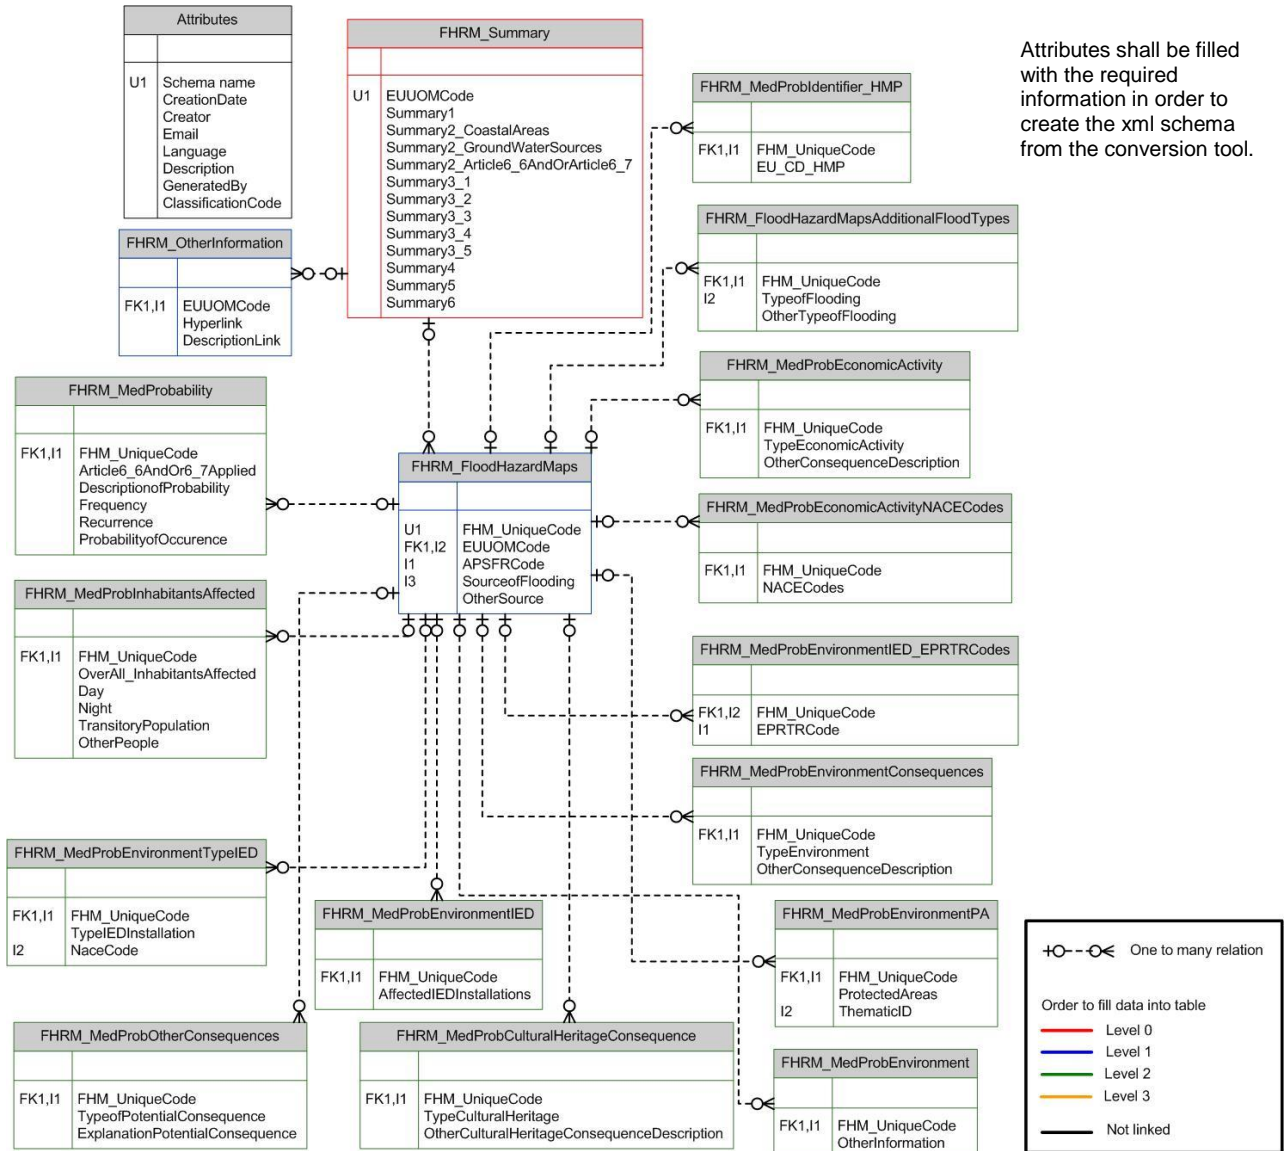 Attributes
U1 Schema name
CreationDate
Creator
Email
Language
Description
GeneratedBy
ClassificationCode
FHRM_Summary
U1 EUUOMCode
Summary1
Summary2_CoastalAreas
Summary2_GroundWaterSources
Summary2_Article6_6AndOrArticle6_7
Summary3_1
Summary3_2
Summary3_3
Summary3_4
Summary3_5
Summary4
Summary5
Summary6
Attributes shall be filled
with the required
information in order to
create the xml schema
from the conversion tool.
FHRM_MedProbIdentifier_HMP
FK1,I1 FHM_UniqueCode
EU_CD_HMP
FHRM_FloodHazardMapsAdditionalFloodTypes
FK1,I1 FHM_UniqueCode
I2 TypeofFlooding
OtherTypeofFlooding
FHRM_OtherInformation
FK1,I1 EUUOMCode
Hyperlink
DescriptionLink
FHRM_MedProbEconomicActivity
FK1,I1 FHM_UniqueCode
TypeEconomicActivity
OtherConsequenceDescription
FHRM_MedProbability
FK1,I1 FHM_UniqueCode
Article6_6AndOr6_7Applied
DescriptionofProbability
Frequency
Recurrence
ProbabilityofOccurence
FHRM_FloodHazardMaps
U1 FHM_UniqueCode
FK1,I2 EUUOMCode
I1 APSFRCode
I3 SourceofFlooding
OtherSource
FHRM_MedProbEconomicActivityNACECodes
FK1,I1 FHM_UniqueCode
NACECodes
FHRM_MedProbInhabitantsAffected
FK1,I1 FHM_UniqueCode
OverAll_InhabitantsAffected
Day
Night
TransitoryPopulation
OtherPeople
FHRM_MedProbEnvironmentIED_EPRTRCodes
FK1,I2 FHM_UniqueCode
I1 EPRTRCode
FHRM_MedProbEnvironmentConsequences
FK1,I1 FHM_UniqueCode
TypeEnvironment
OtherConsequenceDescription
FHRM_MedProbEnvironmentTypeIED
FK1,I1 FHM_UniqueCode
TypeIEDInstallation
I2 NaceCode
FHRM_MedProbEnvironmentIED
FK1,I1 FHM_UniqueCode
AffectedIEDInstallations
FHRM_MedProbEnvironmentPA
FK1,I1 FHM_UniqueCode
ProtectedAreas
I2 ThematicID
FHRM_MedProbOtherConsequences
FK1,I1 FHM_UniqueCode
TypeofPotentialConsequence
ExplanationPotentialConsequence
FHRM_MedProbCulturalHeritageConsequence
FK1,I1 FHM_UniqueCode
TypeCulturalHeritage
OtherCulturalHeritageConsequenceDescription
FHRM_MedProbEnvironment
FK1,I1 FHM_UniqueCode
OtherInformation
One to many relation
Order to fill data into table
Level 0
Level 1
Level 2
Level 3
Not linked